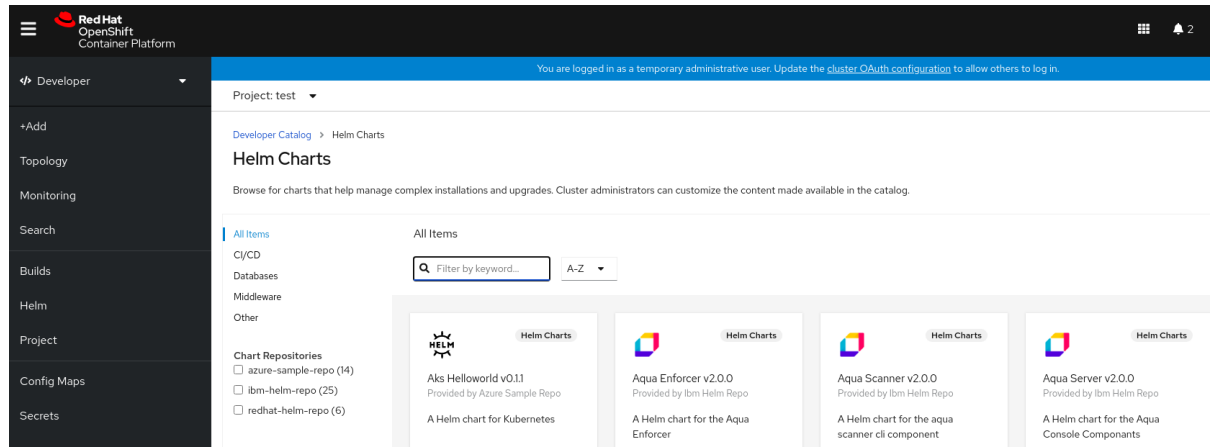 Red Hat
OpenShift
Container Platform
2
Developer
You are logged in as a temporary administrative user. Update the cluster OAuth configuration to allow others to log in.
Project: test
+Add
Topology
Monitoring
Search
Builds
Helm
Project
Config Maps
Secrets
Developer Catalog > Helm Charts
Helm Charts
Browse for charts that help manage complex installations and upgrades. Cluster administrators can customize the content made available in the catalog.
All Items
CI/CD
Databases
Middleware
Other
Chart Repositories
azure-sample-repo (14)
ibm-helm-repo (25)
redhat-helm-repo (6)
All Items
Filter by keyword...
A-Z
HELM
Helm Charts
Aks Helloworld v0.1.1
Provided by Azure Sample Repo
A Helm chart for Kubernetes
Helm Charts
Aqua Enforcer v2.0.0
Provided by Ibm Helm Repo
A Helm chart for the Aqua
Enforcer
Helm Charts
Aqua Scanner v2.0.0
Provided by Ibm Helm Repo
A Helm chart for the aqua
scanner cli component
Helm Charts
Aqua Server v2.0.0
Provided by Ibm Helm Repo
A Helm chart for the Aqua
Console Componants